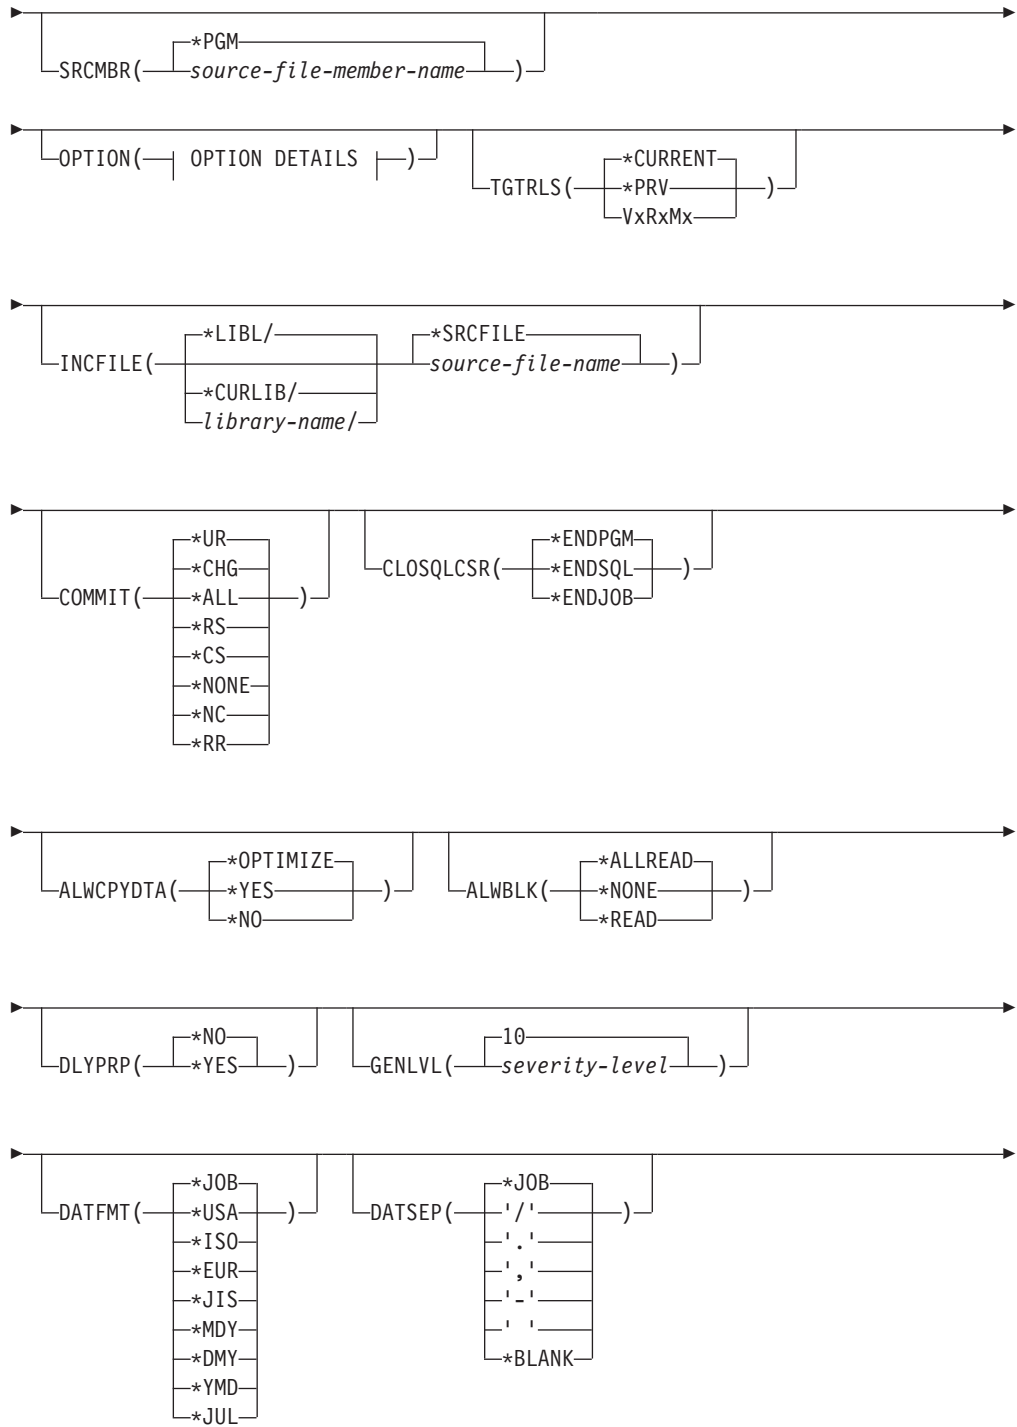 *PGM
SRCMBR( source-file-member-name )
OPTION( OPTION DETAILS ) TGTRLS( *CURRENT
*PRV )
VxRxMx
*LIBL/ *SRCFILE
INCFILE( source-file-name )
*CURLIB/
library-name/
*UR *ENDPGM
*CHG CLOSQLCSR( *ENDSQL )
COMMIT( *ALL ) *ENDJOB
*RS
*CS
*NONE
*NC
*RR
*OPTIMIZE *ALLREAD
ALWCPYDTA( *YES ) ALWBLK( *NONE )
*NO *READ
*NO 10
DLYPRP( *YES ) GENLVL( severity-level )
*JOB *JOB
DATFMT( *USA ) DATSEP( '/' )
*ISO '.'
*EUR ','
*JIS '-'
*MDY ' '
*DMY *BLANK
*YMD
*JUL